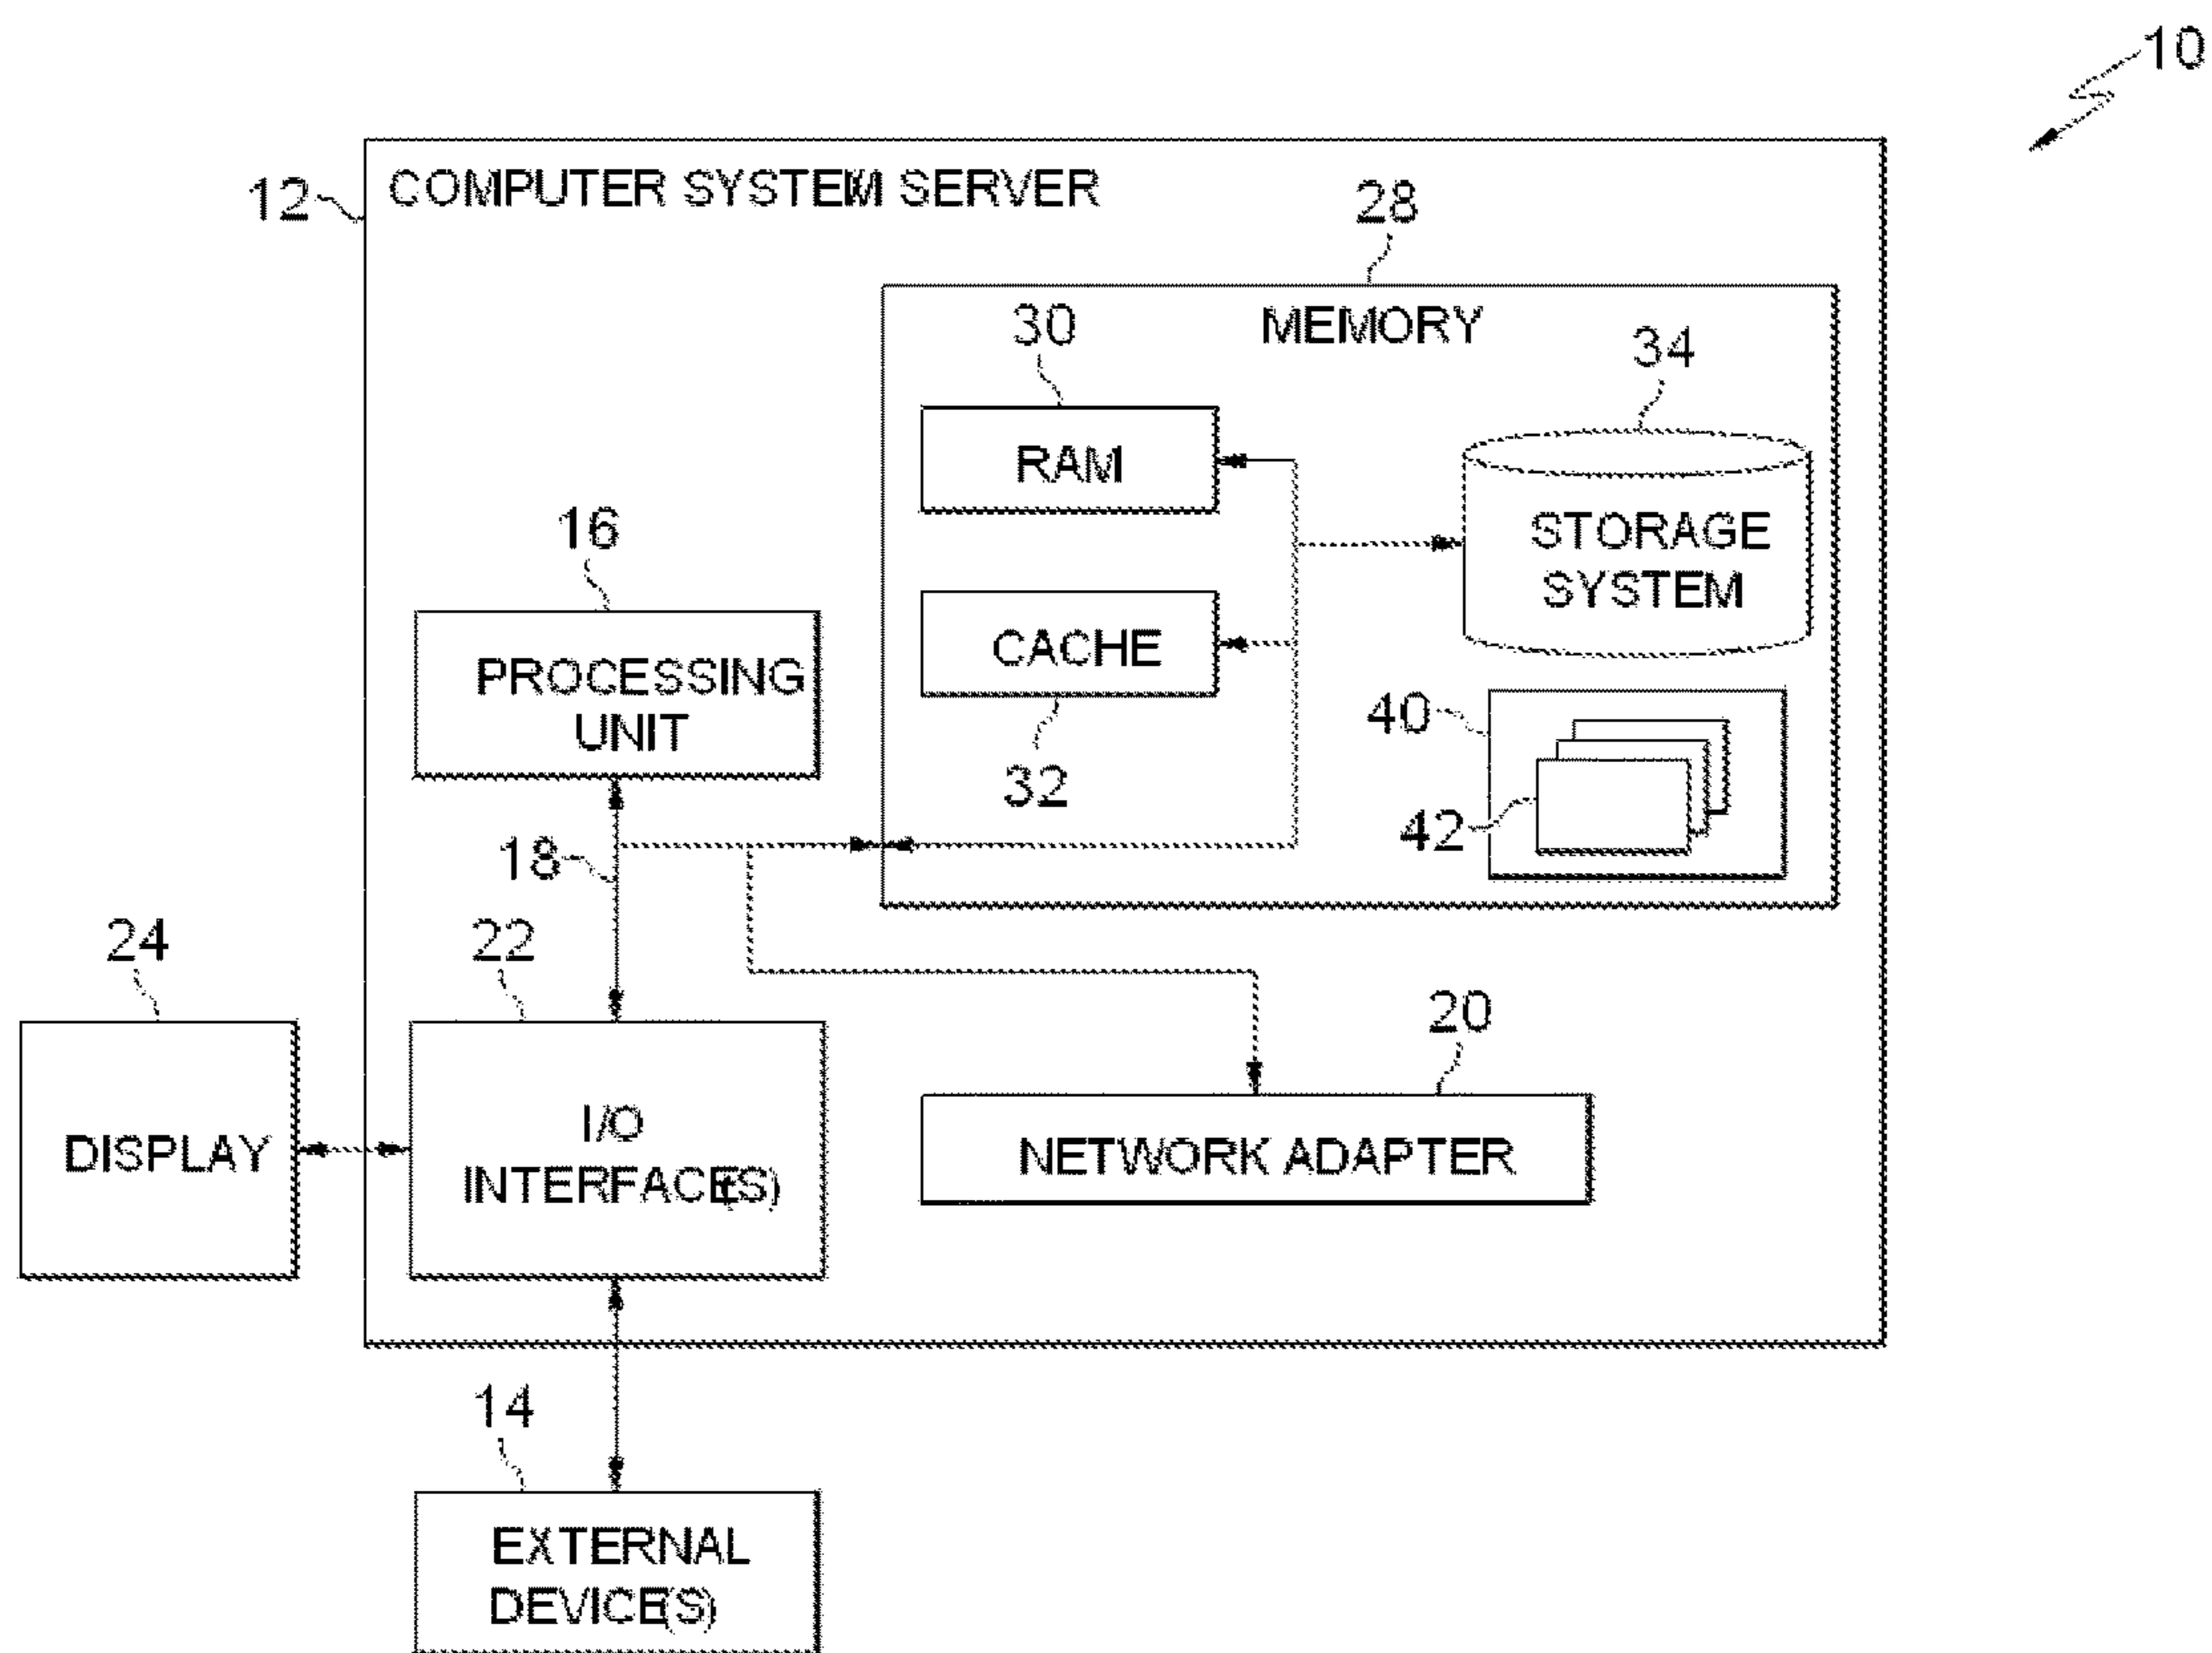 10
12
COMPUTER SYSTEM SERVER
28
MEMORY
30
34
RAM
STORAGE
SYSTEM
16
CACHE
PROCESSING
UNIT
32
40
42
18
24
22
20
DISPLAY
I/O
INTERFACE(S)
NETWORK ADAPTER
14
EXTERNAL
DEVICE(S)